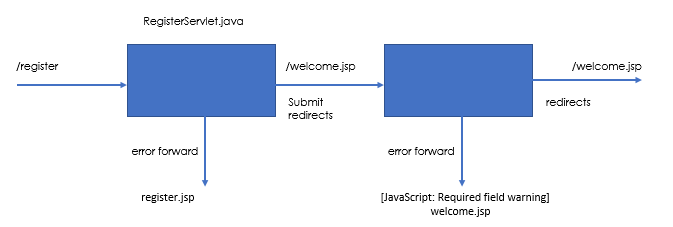 RegisterServlet.java
/register
/welcome.jsp
/welcome.jsp
Submit
redirects
redirects
error forward
error forward
register.jsp
[JavaScript: Required field warning]
welcome.jsp